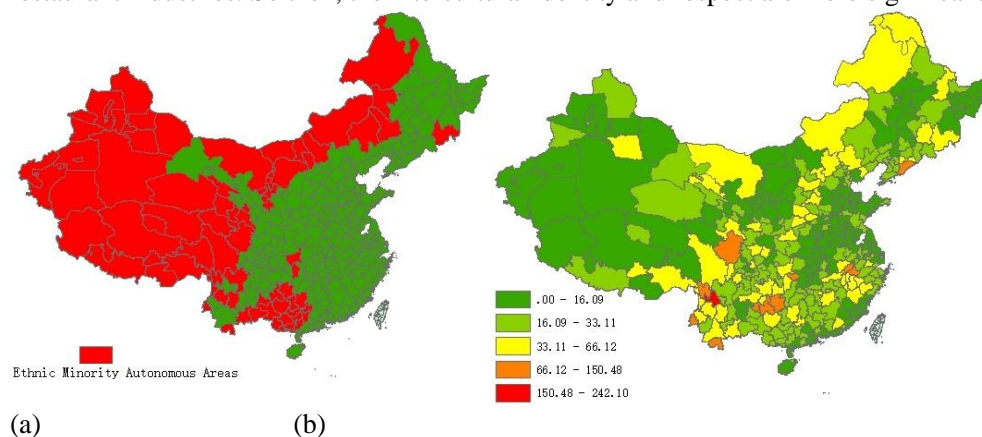 Ethnic Minority Autonomous Areas
.00 - 16.09
16.09 - 33.11
33.11 - 66.12
66.12 - 150.48
150.48 - 242.10
(a) (b)